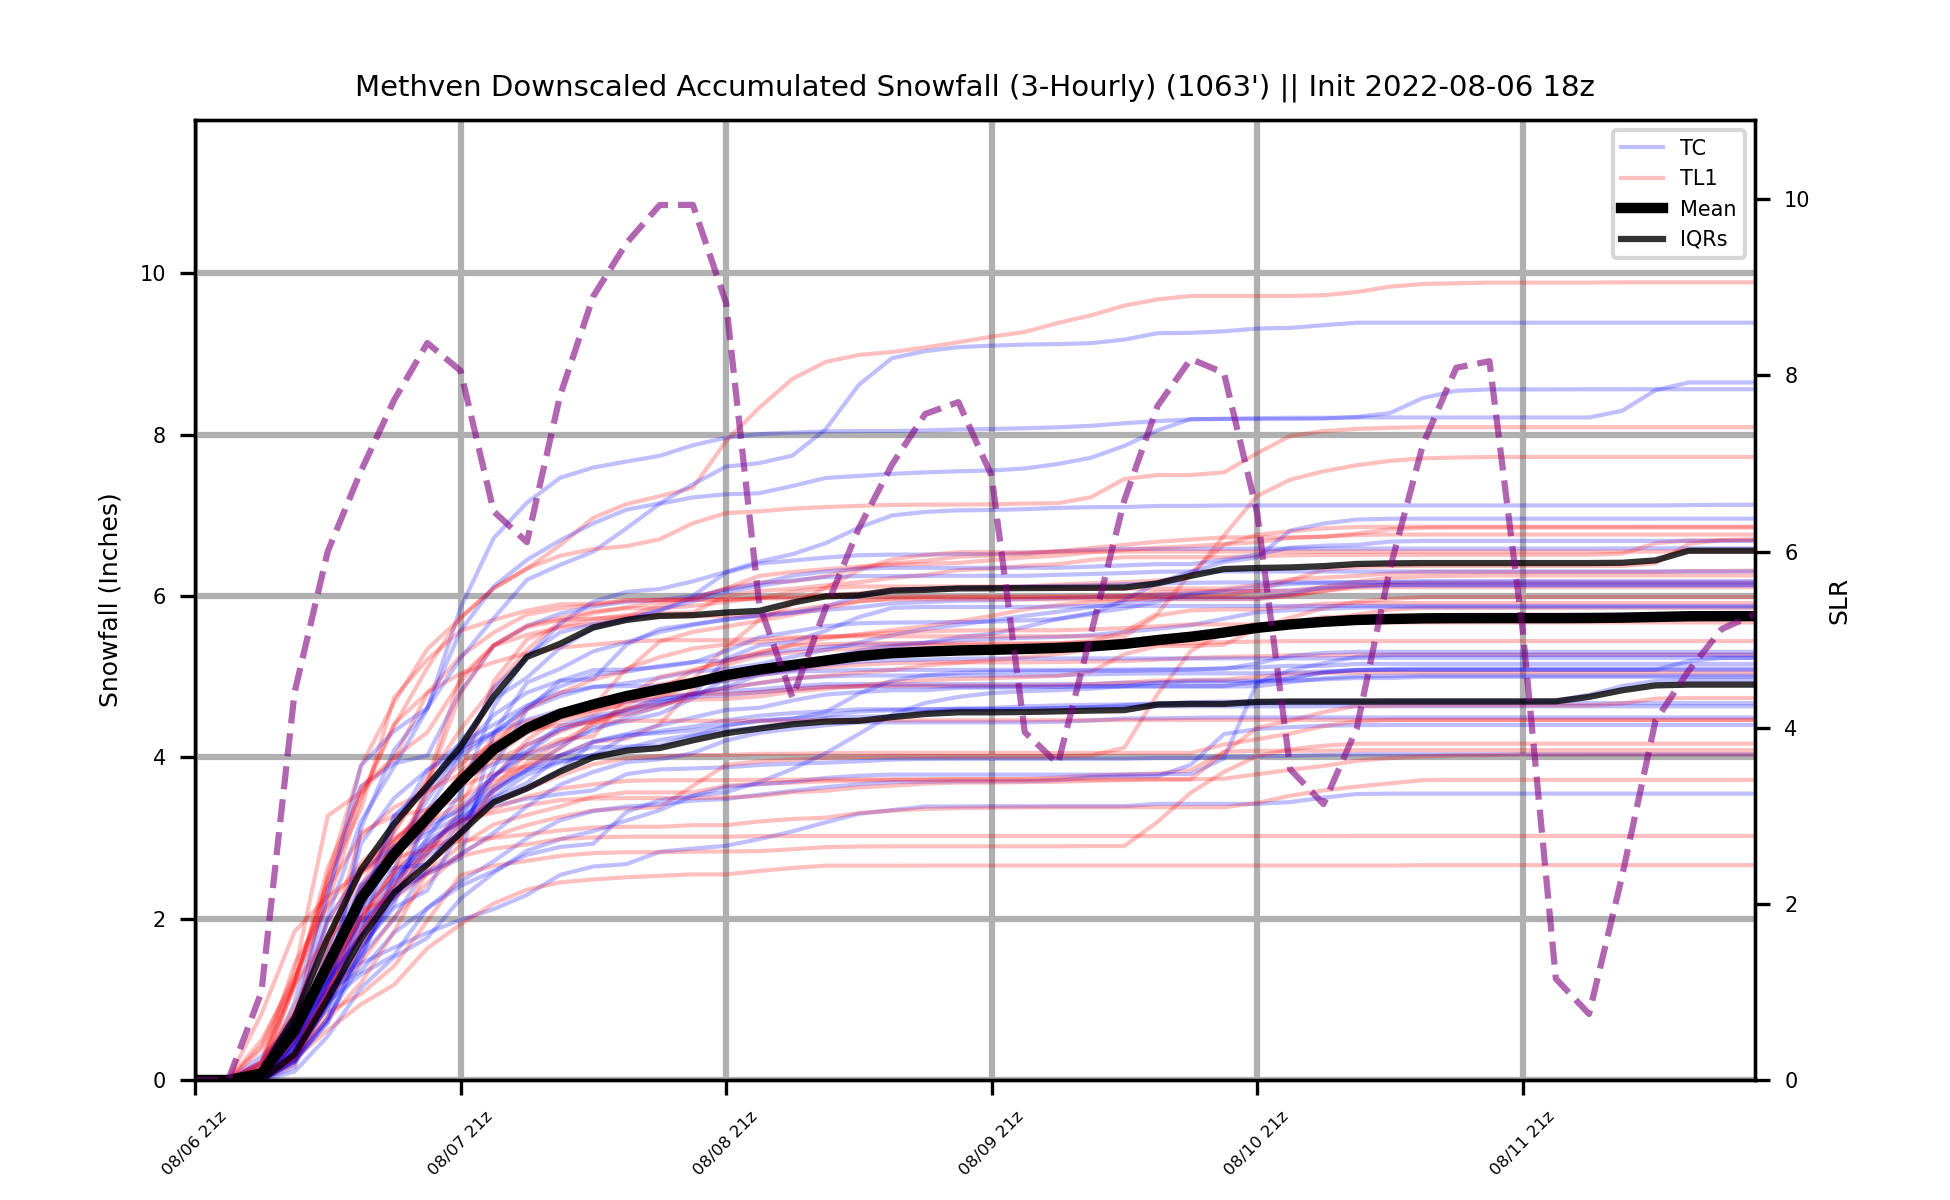 Methven Downscaled Accumulated Snowfall (3-Hourly) (1063') || Init 2022-08-06 18z
TC
TL1
Mean
IQRs
Snowfall (Inches)
10
8
6
4
2
0
SLR
10
8
6
4
2
0
08/06 21z
08/07 21z
08/08 21z
08/09 21z
08/10 21z
08/11 21z